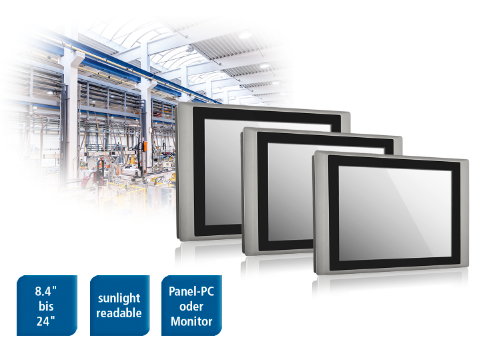 8.4"
bis
24"
sunlight
readable
Panel-PC
oder
Monitor